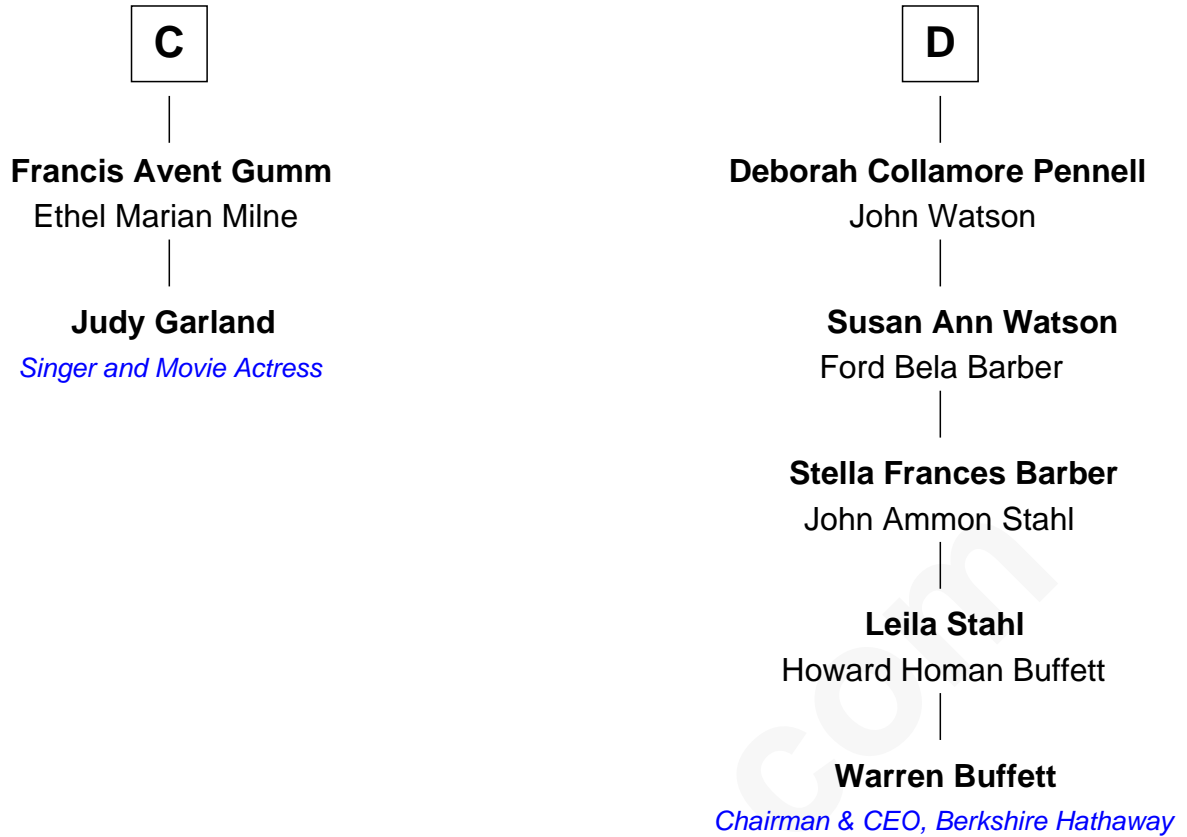 C
Francis Avent Gumm
Ethel Marian Milne
Judy Garland
Singer and Movie Actress
D
Deborah Collamore Pennell
John Watson
Susan Ann Watson
Ford Bela Barber
Stella Frances Barber
John Ammon Stahl
Leila Stahl
Howard Homan Buffett
Warren Buffett
Chairman & CEO, Berkshire Hathaway
com